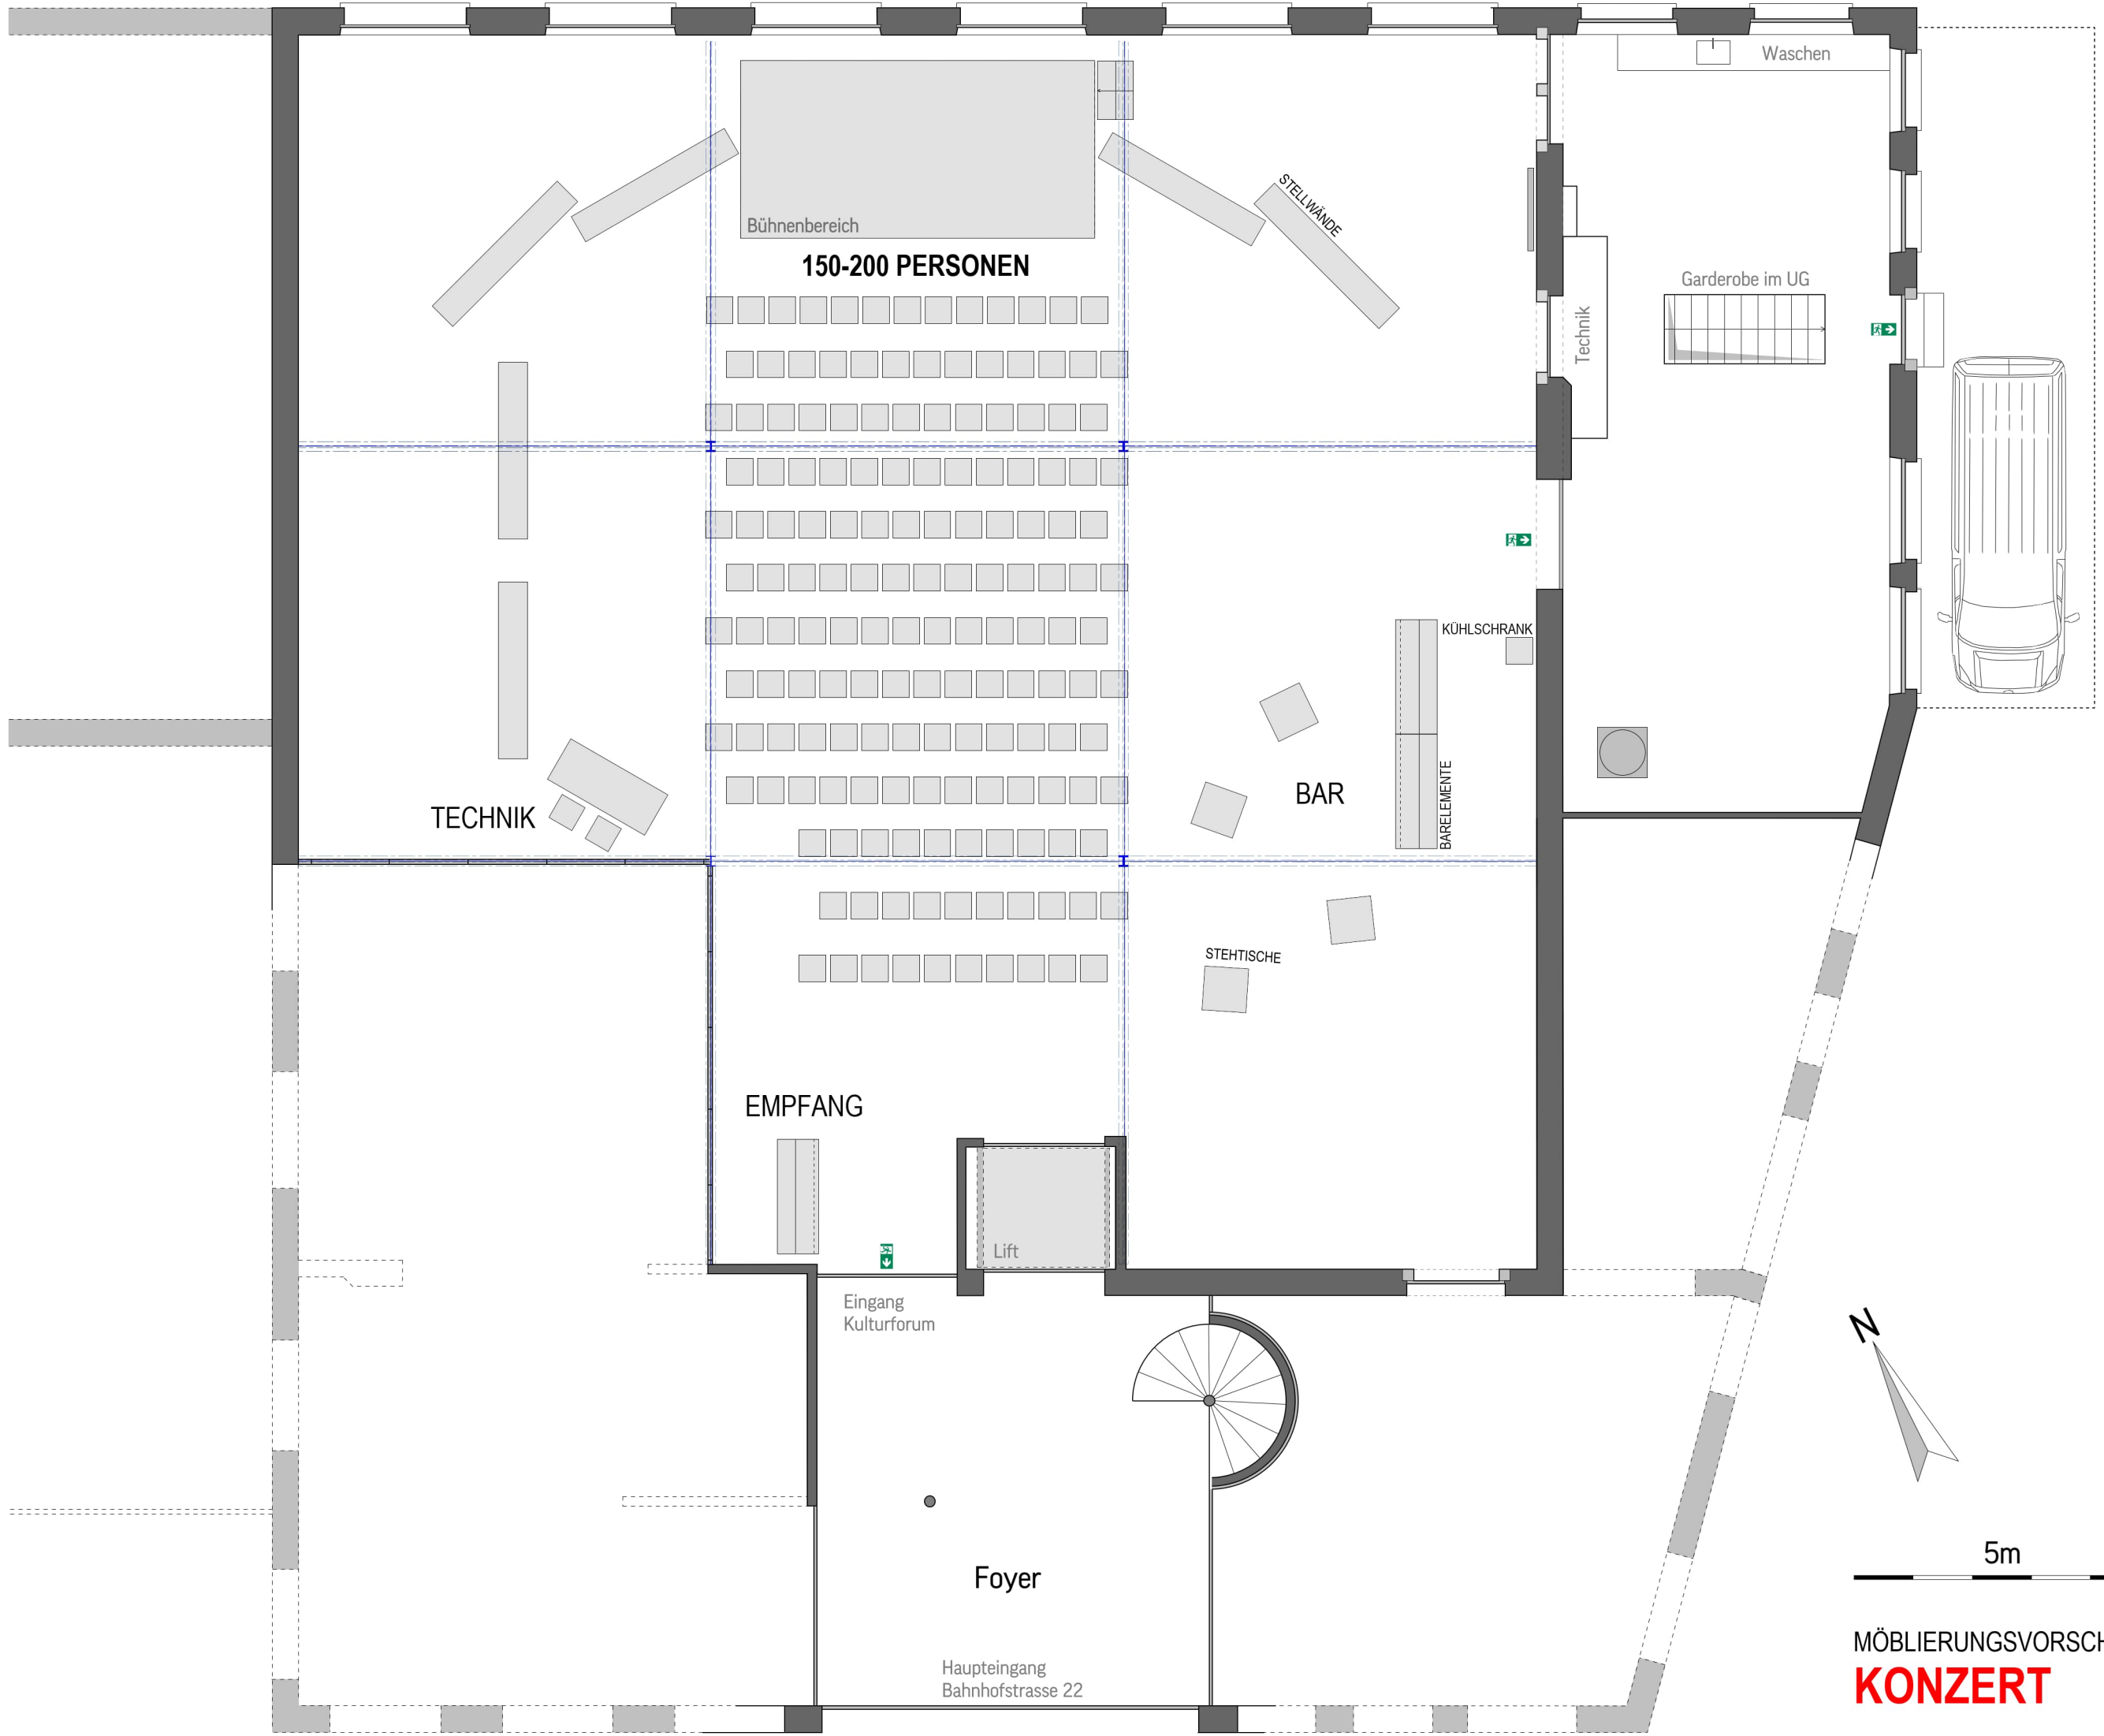 Waschen
STELLWÄNDE
Bühnenbereich
150-200 PERSONEN
Garderobe im UG
Technik
KÜHLSCHRANK
BARELEMENTE
BAR
TECHNIK
STEHTISCHE
EMPFANG
Lift
Eingang
Kulturforum
N
Foyer
5m
Haupteingang
Bahnhofstrasse 22
MÖBLIERUNGSVORSCH
KONZERT